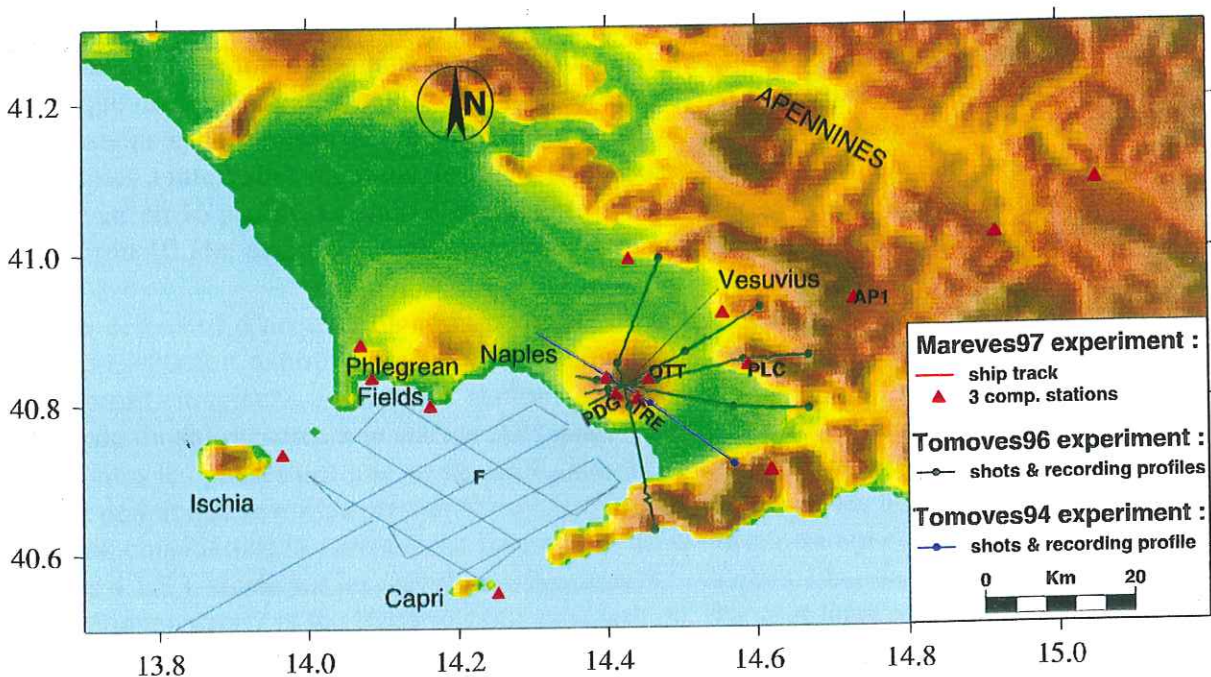 41.2
41.0
40.8
40.6
13.8
14.0
14.2
14.4
14.6
14.8
15.0
N
APENNINES
Vesuvius
AP1
Naples
Phlegrean
Fields
OTT
PLC
PDG
TRE
F
Ischia
Capri
Mareves97 experiment :
ship track
3 comp. stations
Tomoves96 experiment :
shots & recording profiles
Tomoves94 experiment :
shots & recording profile
0 Km 20